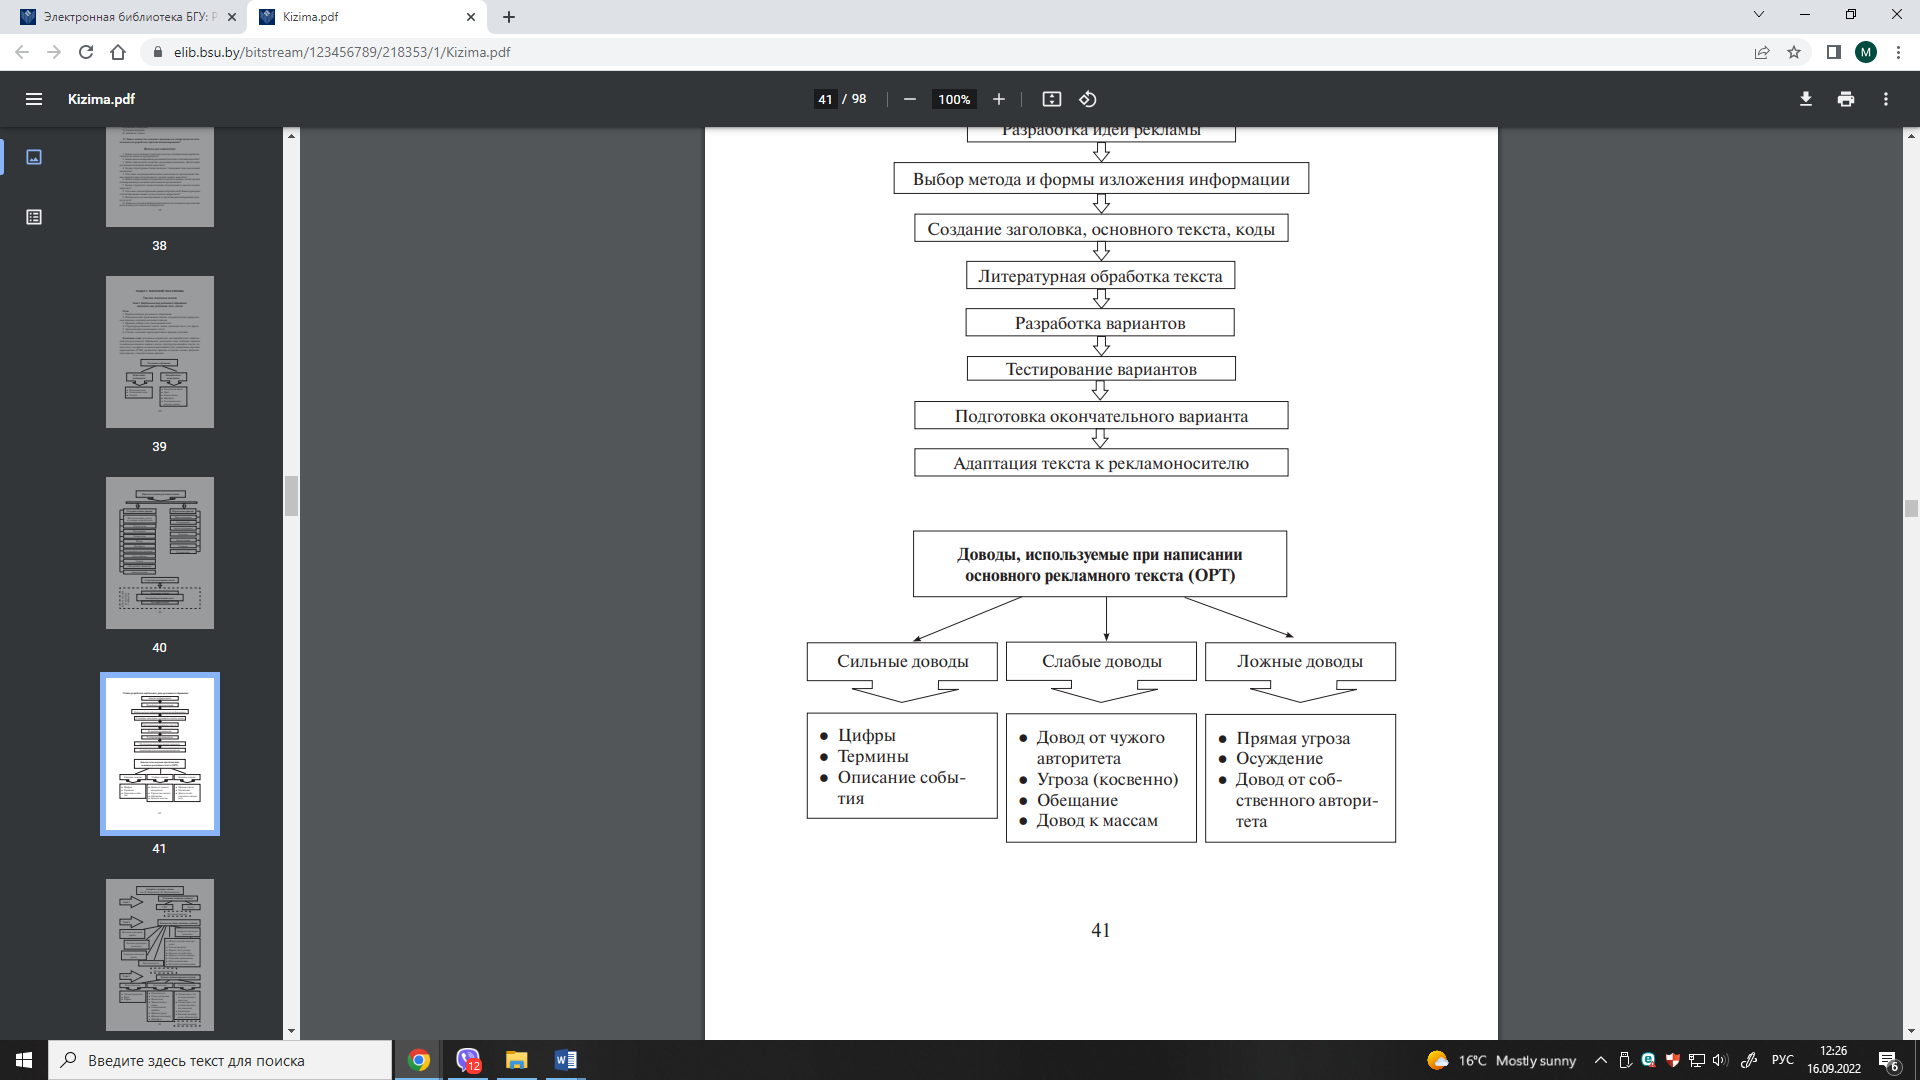 Электронная библиотека БГУ: Р
Kizima.pdf
elib.bsu.by/bitstream/123456789/218353/1/Kizima.pdf
M
Kizima.pdf
41 / 98
100%
38
39
40
41
Разработка идеи рекламы
Выбор метода и формы изложения информации
Создание заголовка, основного текста, коды
Литературная обработка текста
Разработка вариантов
Тестирование вариантов
Подготовка окончательного варианта
Адаптация текста к рекламоносителю
Доводы, используемые при написании
основного рекламного текста (ОРТ)
Сильные доводы
● Цифры
● Термины
● Описание собы-
тия
Слабые доводы
● Довод от чужого
авторитета
● Угроза (косвенно)
● Обещание
● Довод к массам
Ложные доводы
● Прямая угроза
● Осуждение
● Довод от соб-
ственного автори-
тета
41
Введите здесь текст для поиска
12
16°C Mostly sunny
РУС
12:26
16.09.2022
6